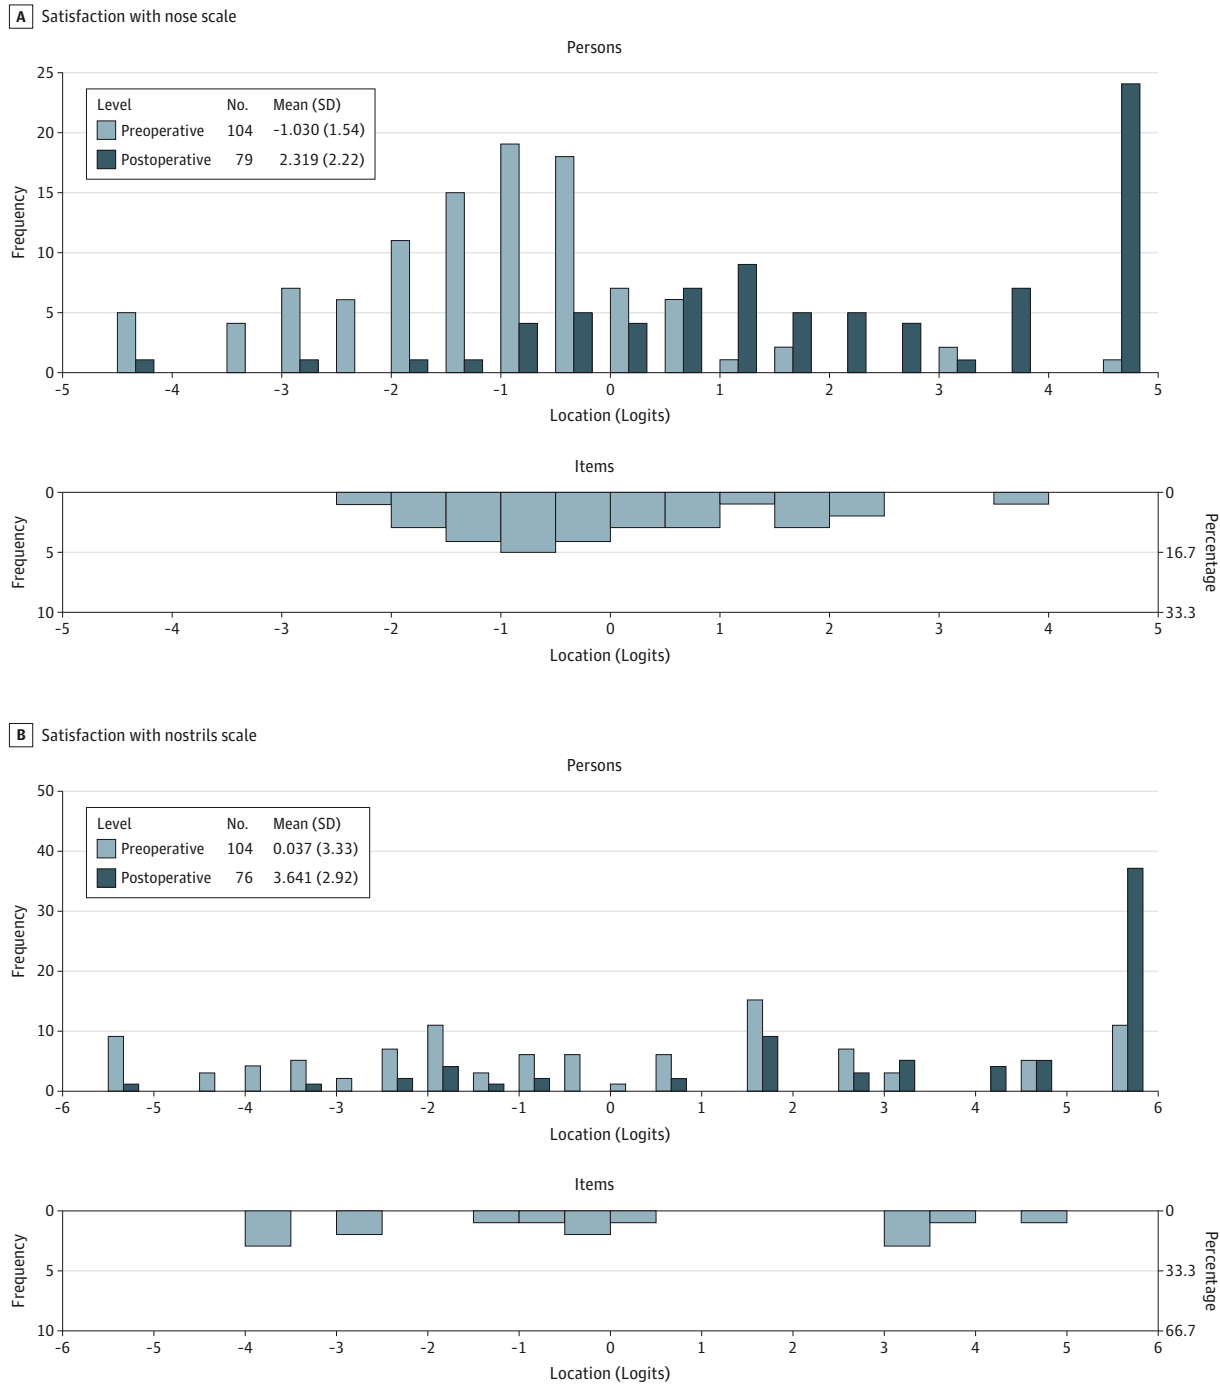 A Satisfaction with nose scale
Persons
25
20
15
10
5
0
Frequency
Level No. Mean (SD)
Preoperative 104 -1.030 (1.54)
Postoperative 79 2.319 (2.22)
-5 -4 -3 -2 -1 0 1 2 3 4 5
Location (Logits)
Items
0
5
10
Frequency
0
16.7
33.3
Percentage
-5 -4 -3 -2 -1 0 1 2 3 4 5
Location (Logits)
B Satisfaction with nostrils scale
Persons
50
40
30
20
10
0
Frequency
Level No. Mean (SD)
Preoperative 104 0.037 (3.33)
Postoperative 76 3.641 (2.92)
-6 -5 -4 -3 -2 -1 0 1 2 3 4 5 6
Location (Logits)
Items
0
5
10
Frequency
0
33.3
66.7
Percentage
-6 -5 -4 -3 -2 -1 0 1 2 3 4 5 6
Location (Logits)